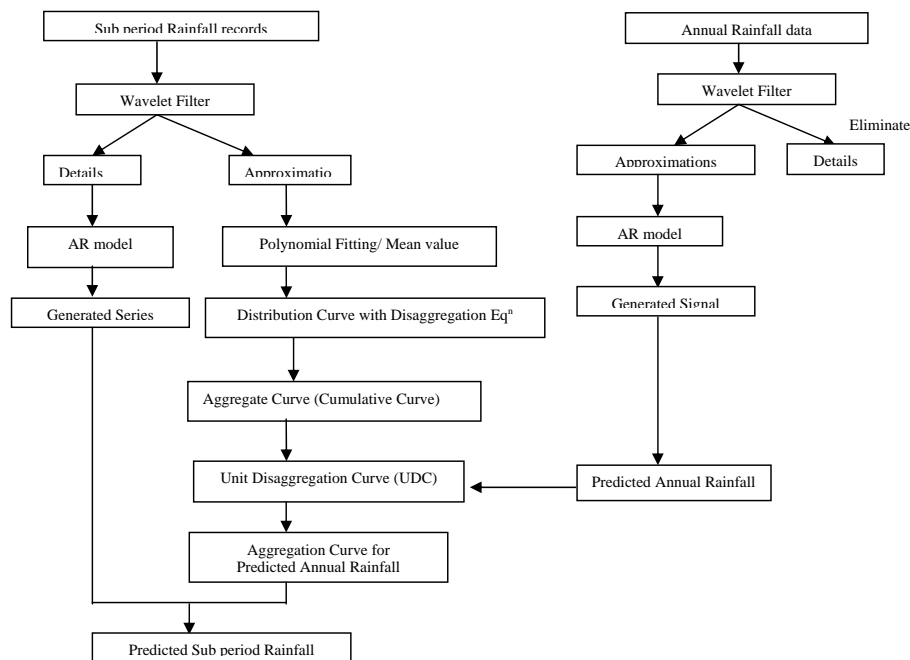 Sub period Rainfall records
Annual Rainfall data
Wavelet Filter
Wavelet Filter
Eliminate
Details
Approximatio
Approximations
Details
AR model
Polynomial Fitting/ Mean value
AR model
Generated Series
Distribution Curve with Disaggregation Eqⁿ
Generated Signal
Aggregate Curve (Cumulative Curve)
Unit Disaggregation Curve (UDC)
Predicted Annual Rainfall
Aggregation Curve for
Predicted Annual Rainfall
Predicted Sub period Rainfall